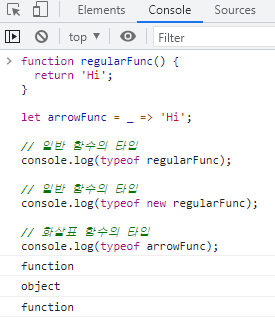 Elements Console Sources
top Filter
function regularFunc() {
return 'Hi';
}
let arrowFunc = _ => 'Hi';
// 일반 함수의 타입
console.log(typeof regularFunc);
// 일반 함수의 타입
console.log(typeof new regularFunc);
// 화살표 함수의 타입
console.log(typeof arrowFunc);
function
object
function